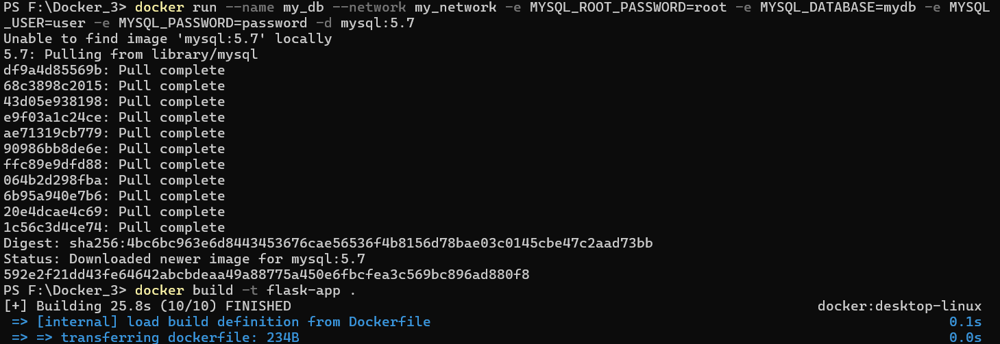 PS F:\Docker_3> docker run --name my_db --network my_network -e MYSQL_ROOT_PASSWORD=root -e MYSQL_DATABASE=mydb -e MYSQL
_USER=user -e MYSQL_PASSWORD=password -d mysql:5.7
Unable to find image 'mysql:5.7' locally
5.7: Pulling from library/mysql
df9a4d85569b: Pull complete
68c3898c2015: Pull complete
43d05e938198: Pull complete
e9f03a1c24ce: Pull complete
ae71319cb779: Pull complete
90986bb8de6e: Pull complete
ffc89e9dfd88: Pull complete
064b2d298fba: Pull complete
6b95a940e7b6: Pull complete
20e4dcae4c69: Pull complete
1c56c3d4ce74: Pull complete
Digest: sha256:4bc6bc963e6d8443453676cae56536f4b8156d78bae03c0145cbe47c2aad73bb
Status: Downloaded newer image for mysql:5.7
592e2f21dd43fe64642abcbdeaa49a88775a450e6fbcfea3c569bc896ad880f8
PS F:\Docker_3> docker build -t flask-app .
[+] Building 25.8s (10/10) FINISHED docker:desktop-linux
=> [internal] load build definition from Dockerfile 0.1s
=> => transferring dockerfile: 234B 0.0s